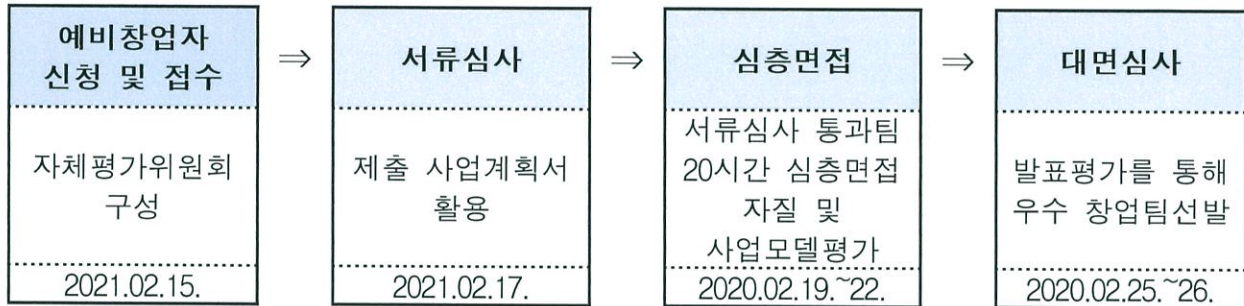 예비창업자
신청 및 접수
자체평가위원회
구성
2021.02.15.
⇒
서류심사
제출 사업계획서
활용
2021.02.17.
⇒
심층면접
서류심사 통과팀
20시간 심층면접
자질 및
사업모델평가
2020.02.19.~22.
⇒
대면심사
발표평가를 통해
우수 창업팀선발
2020.02.25.~26.